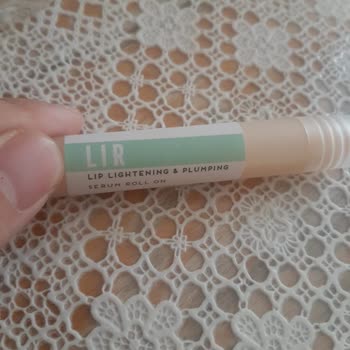 LIR
LIP LIGHTENING & PLUMPING
SERUM ROLL ON